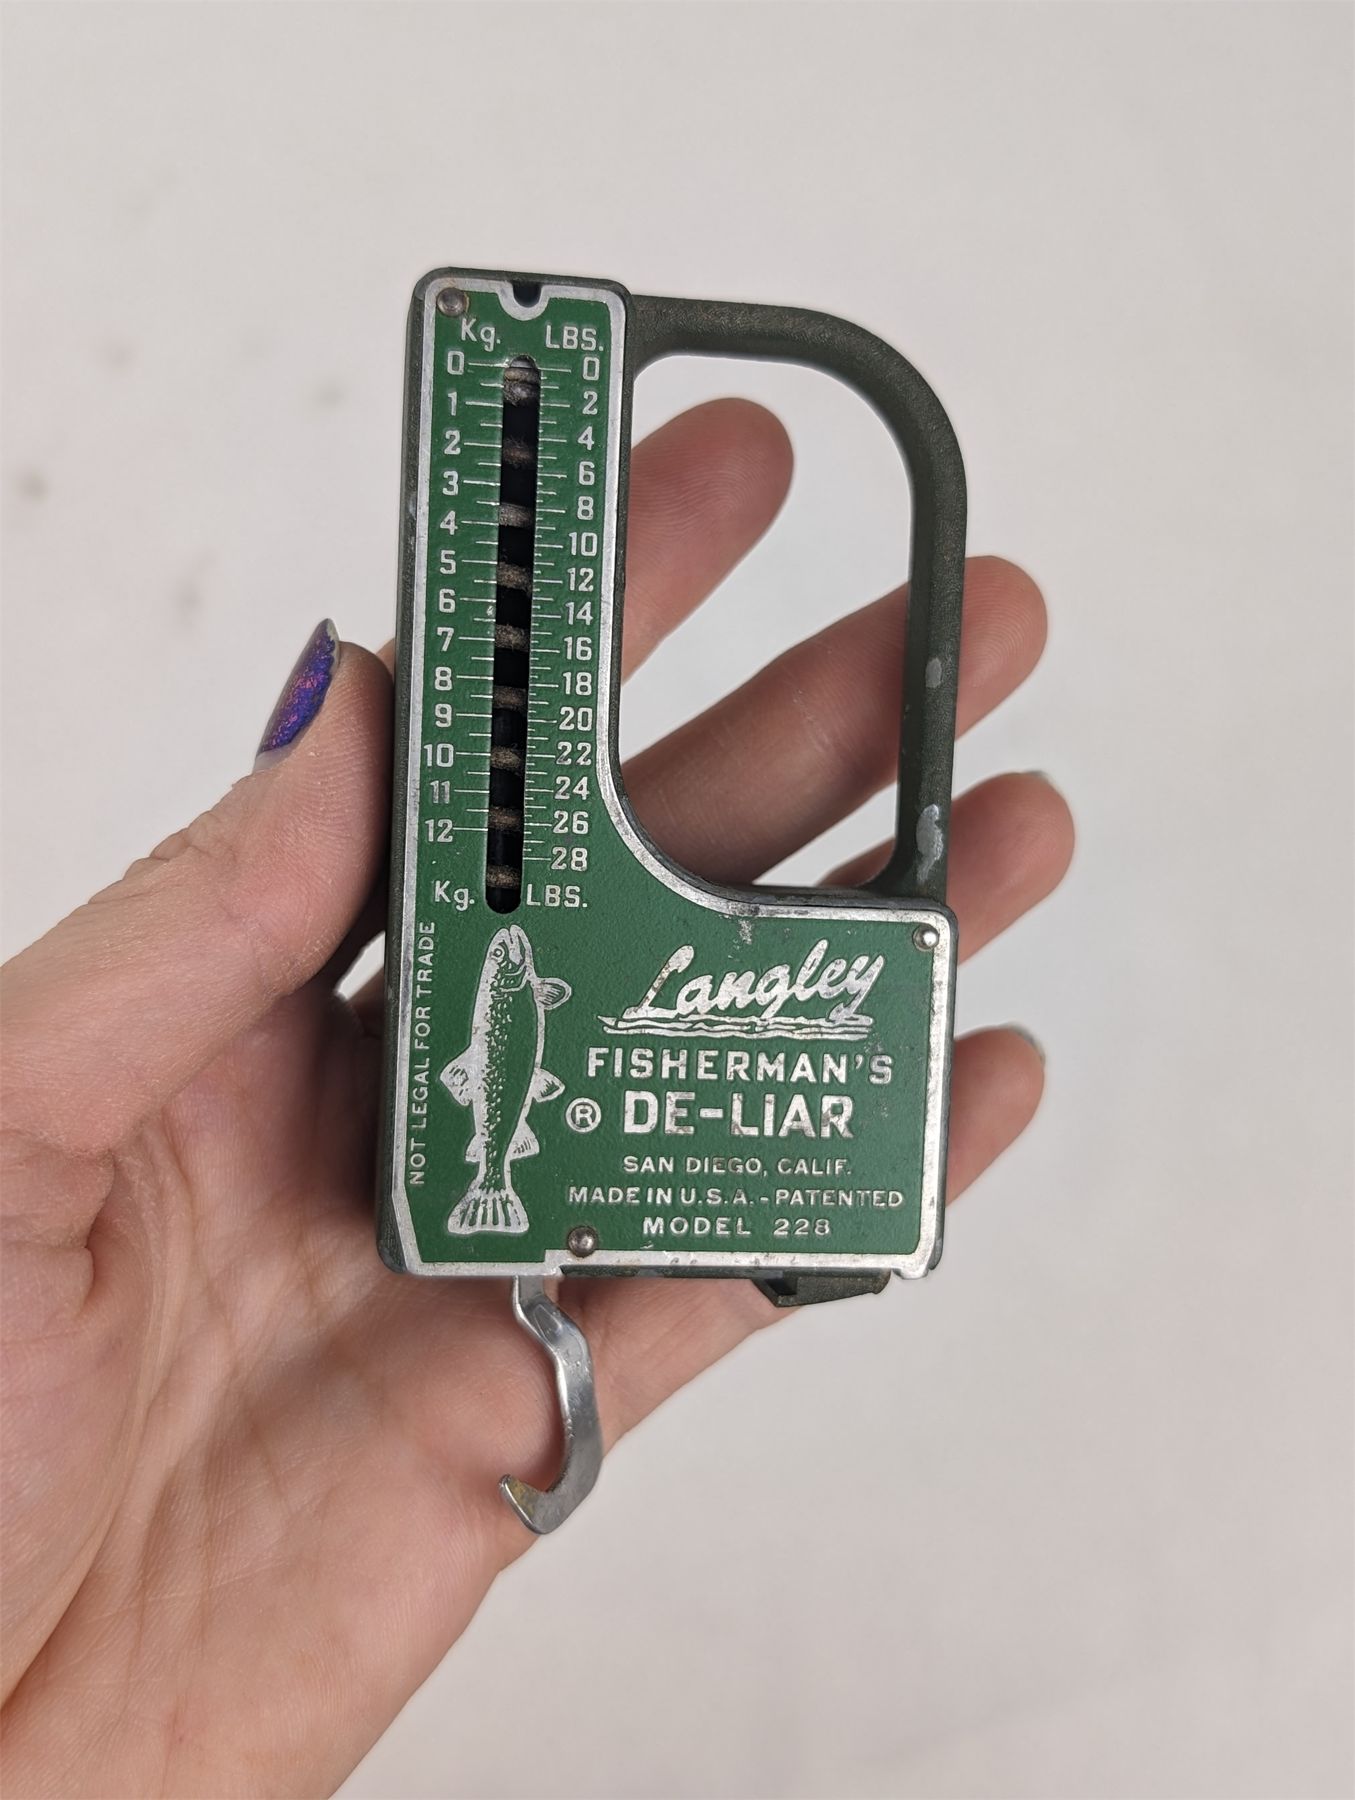 Kg. LBS.
0 0
1 2
2 4
3 6
4 8
5 10
6 12
7 14
8 16
9 18
10 20
11 22
12 24
26
28
Kg. LBS.
NOT LEGAL FOR TRADE
Langley
FISHERMAN'S
® DE-LIAR
SAN DIEGO, CALIF.
MADE IN U.S.A. - PATENTED
MODEL 228